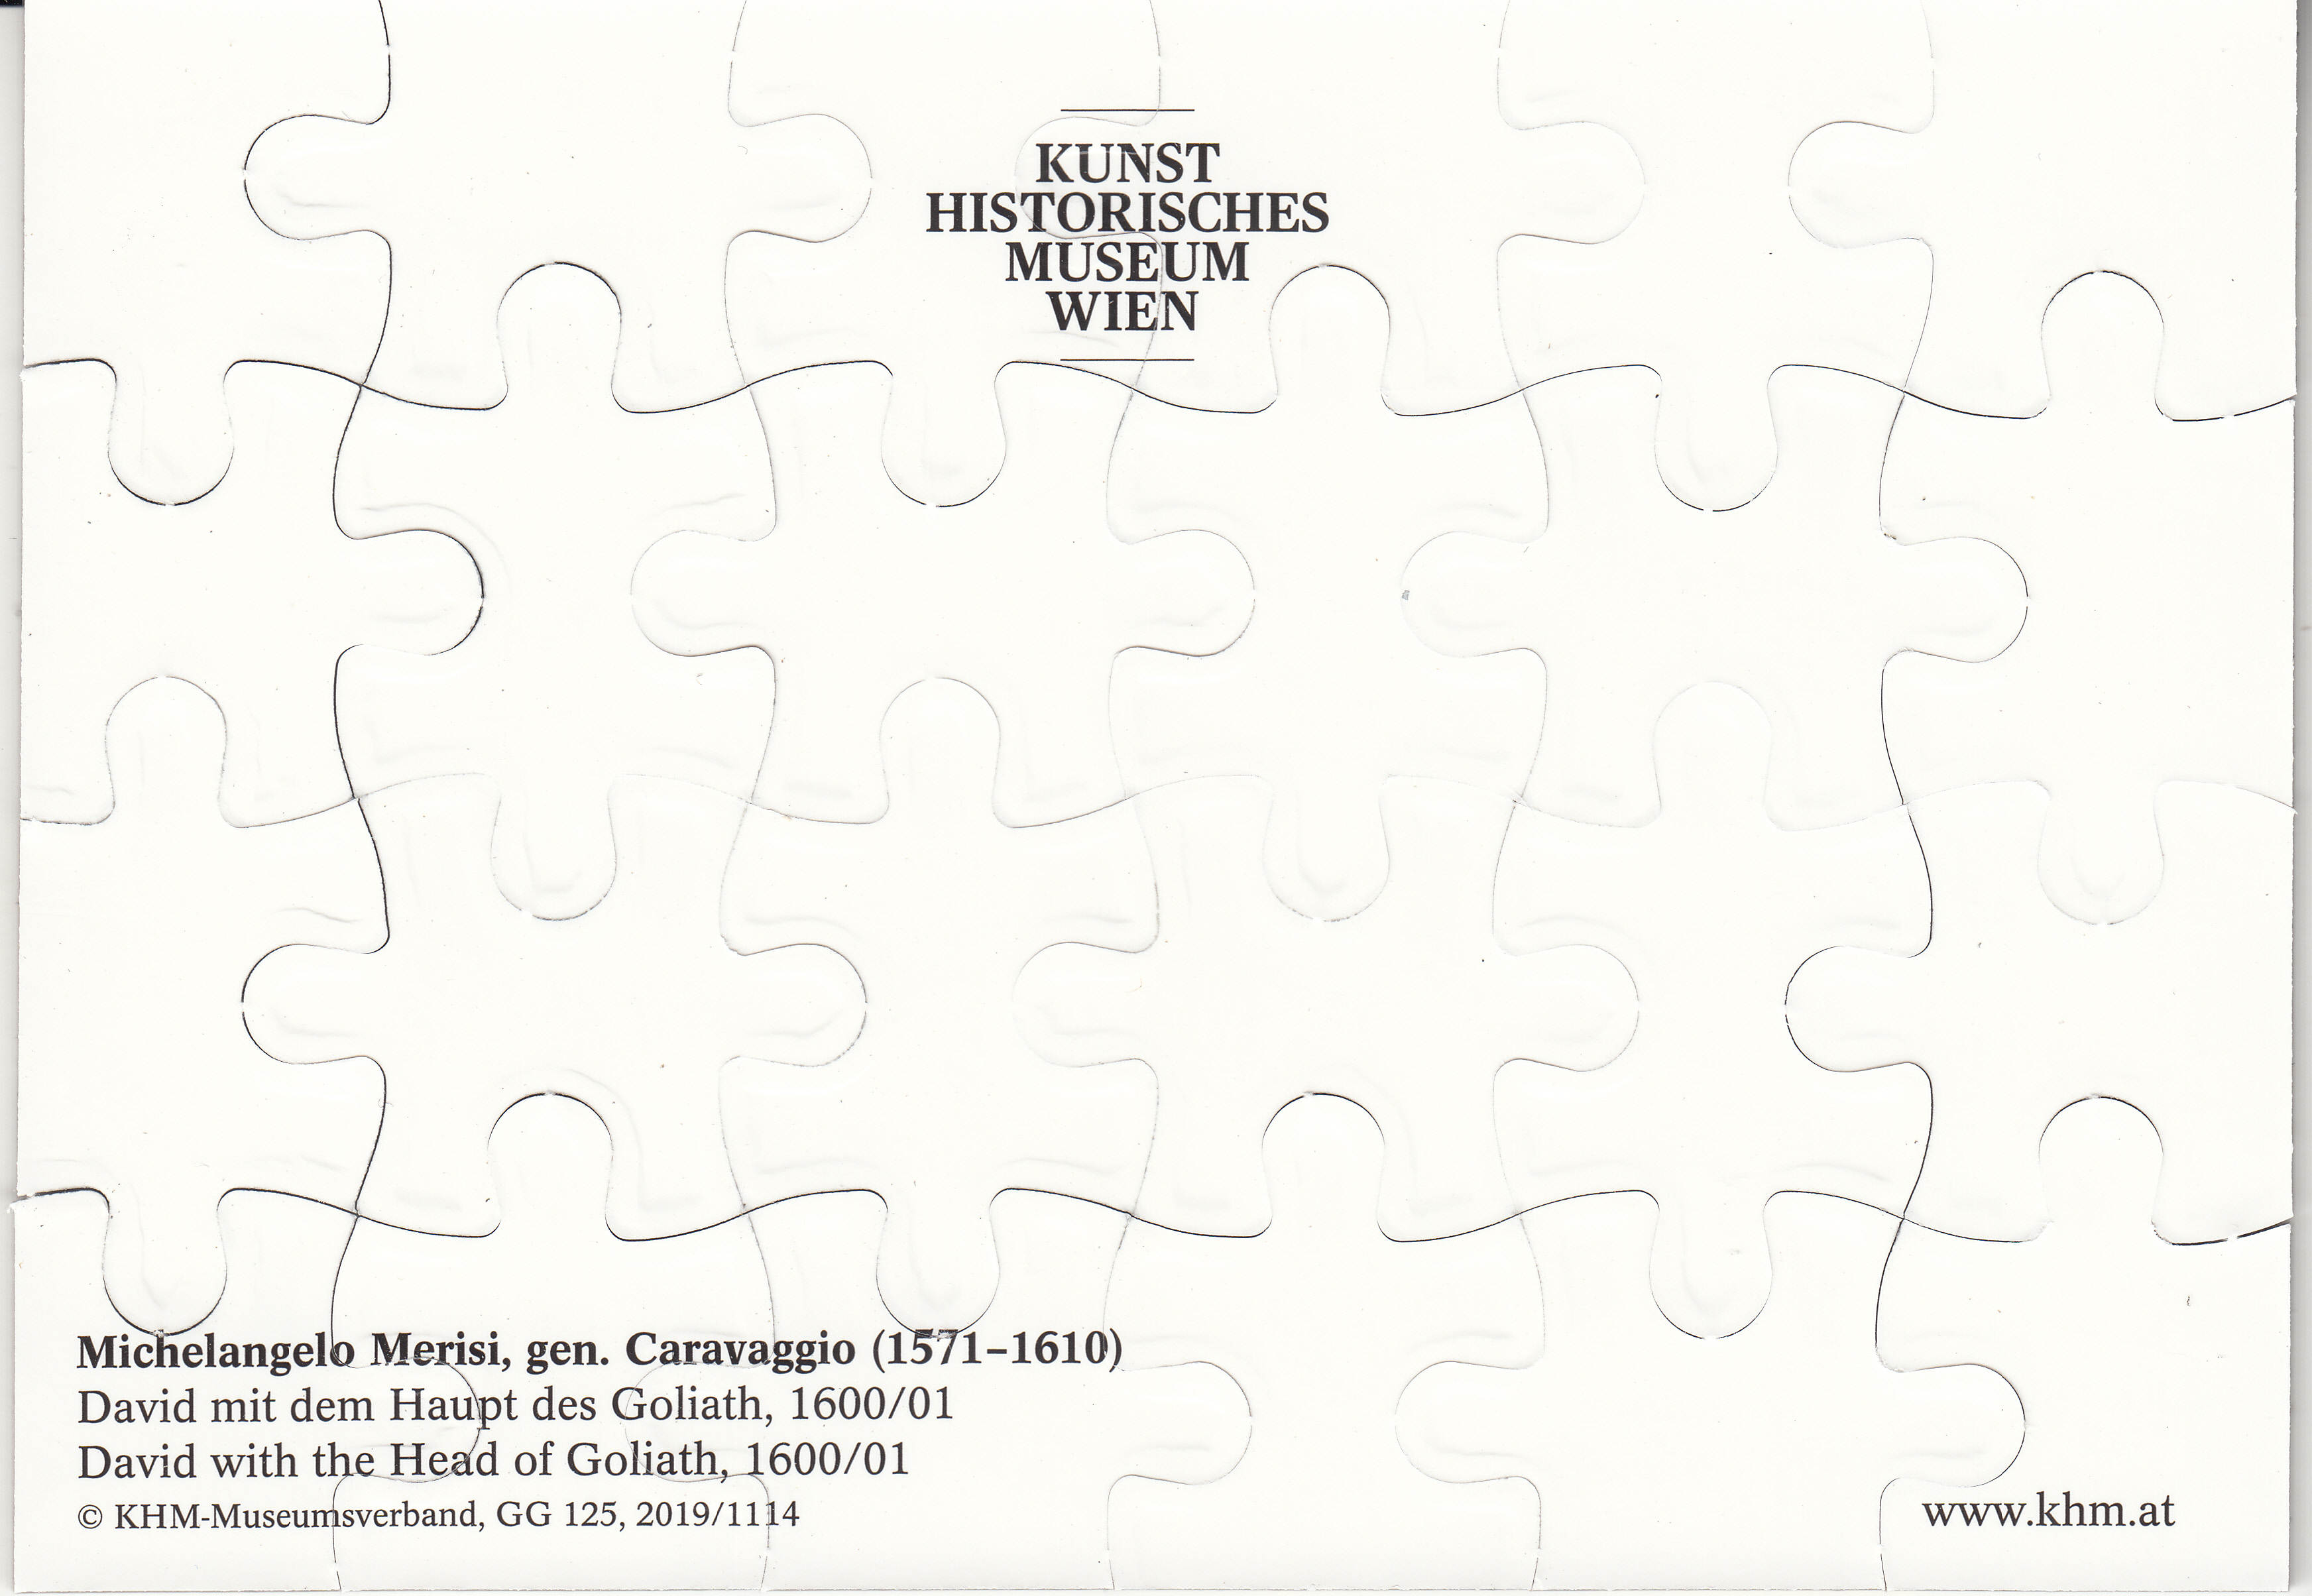 KUNST
HISTORISCHES
MUSEUM
WIEN
Michelangelo Merisi, gen. Caravaggio (1571–1610)
David mit dem Haupt des Goliath, 1600/01
David with the Head of Goliath, 1600/01
© KHM-Museumsverband, GG 125, 2019/1114
www.khm.at